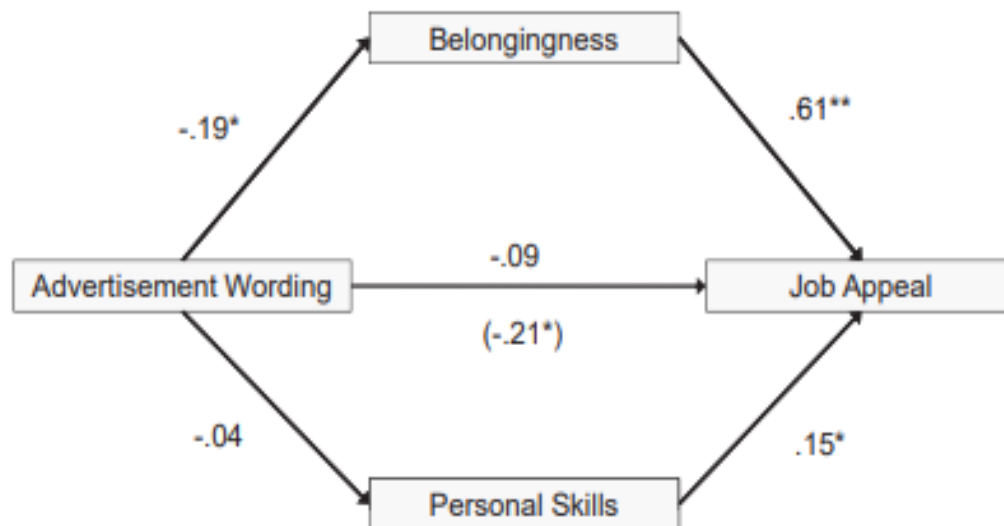 Belongingness
-.19*
.61**
-.09
Advertisement Wording
Job Appeal
(-.21*)
-.04
.15*
Personal Skills